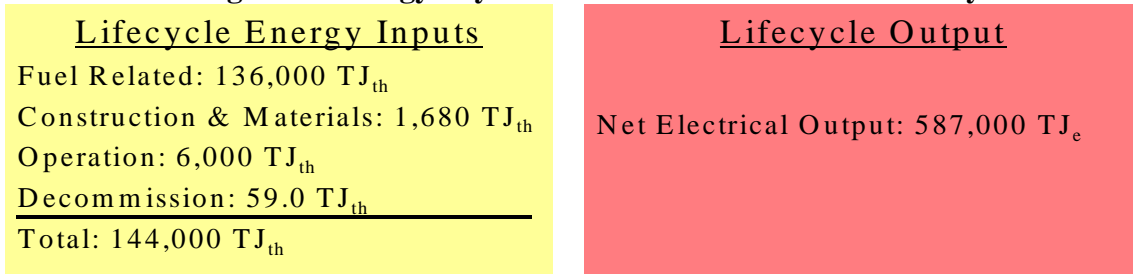 Lifecycle Energy Inputs
Fuel Related: 136,000 TJth
Construction & Materials: 1,680 TJth
Operation: 6,000 TJth
Decommission: 59.0 TJth
Total: 144,000 TJth
Lifecycle Output
Net Electrical Output: 587,000 TJe